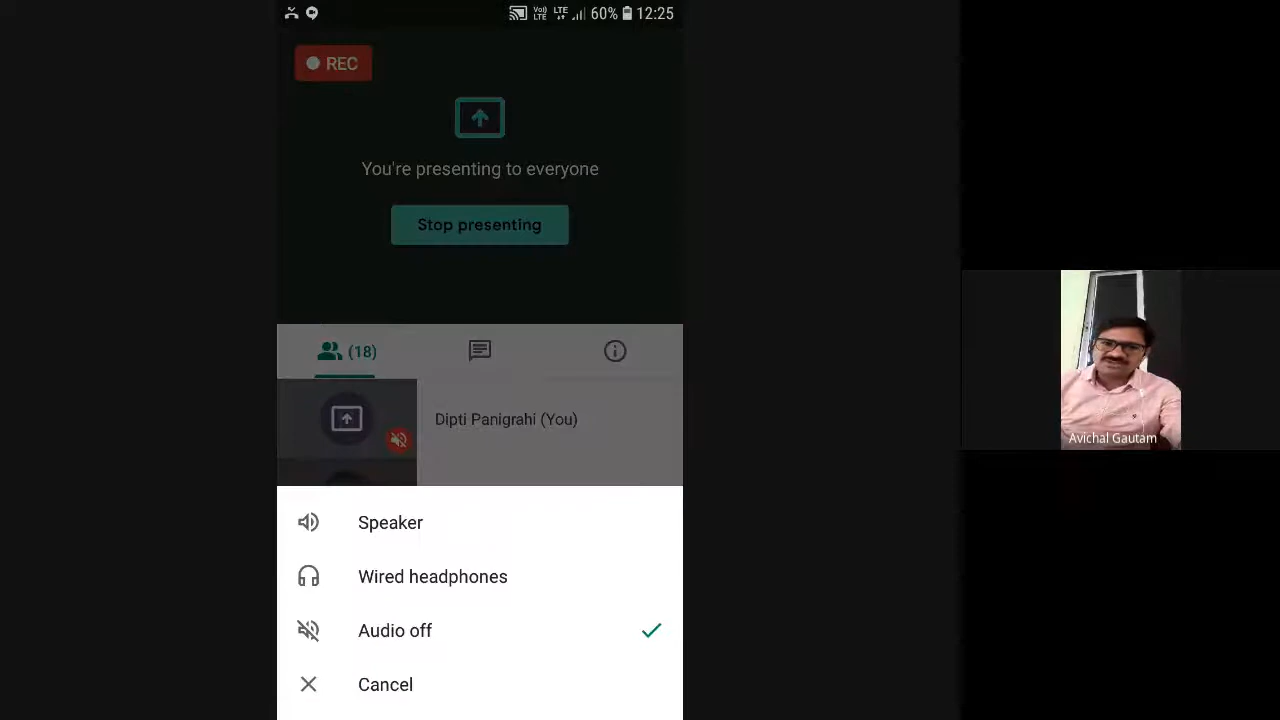 60% 12:25
REC
You're presenting to everyone
Stop presenting
(18)
Dipti Panigrahi (You)
Avichal Gautam
Speaker
Wired headphones
Audio off
Cancel